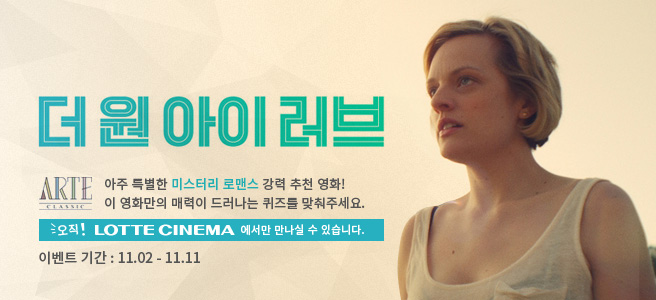 더 원 아이 러브
ARTE
CLASSIC
아주 특별한 미스터리 로맨스 강력 추천 영화!
이 영화만의 매력이 드러나는 퀴즈를 맞춰주세요.
오직! LOTTE CINEMA 에서만 만나실 수 있습니다.
이벤트 기간 : 11.02 - 11.11